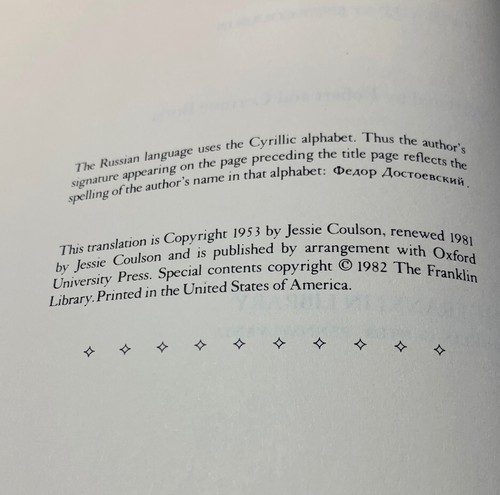 The Russian language uses the Cyrillic alphabet. Thus the author's
signature appearing on the page preceding the title page reflects the
spelling of the author's name in that alphabet: Федор Достоевский.
This translation is Copyright 1953 by Jessie Coulson, renewed 1981
by Jessie Coulson and is published by arrangement with Oxford
University Press. Special contents copyright © 1982 The Franklin
Library. Printed in the United States of America.